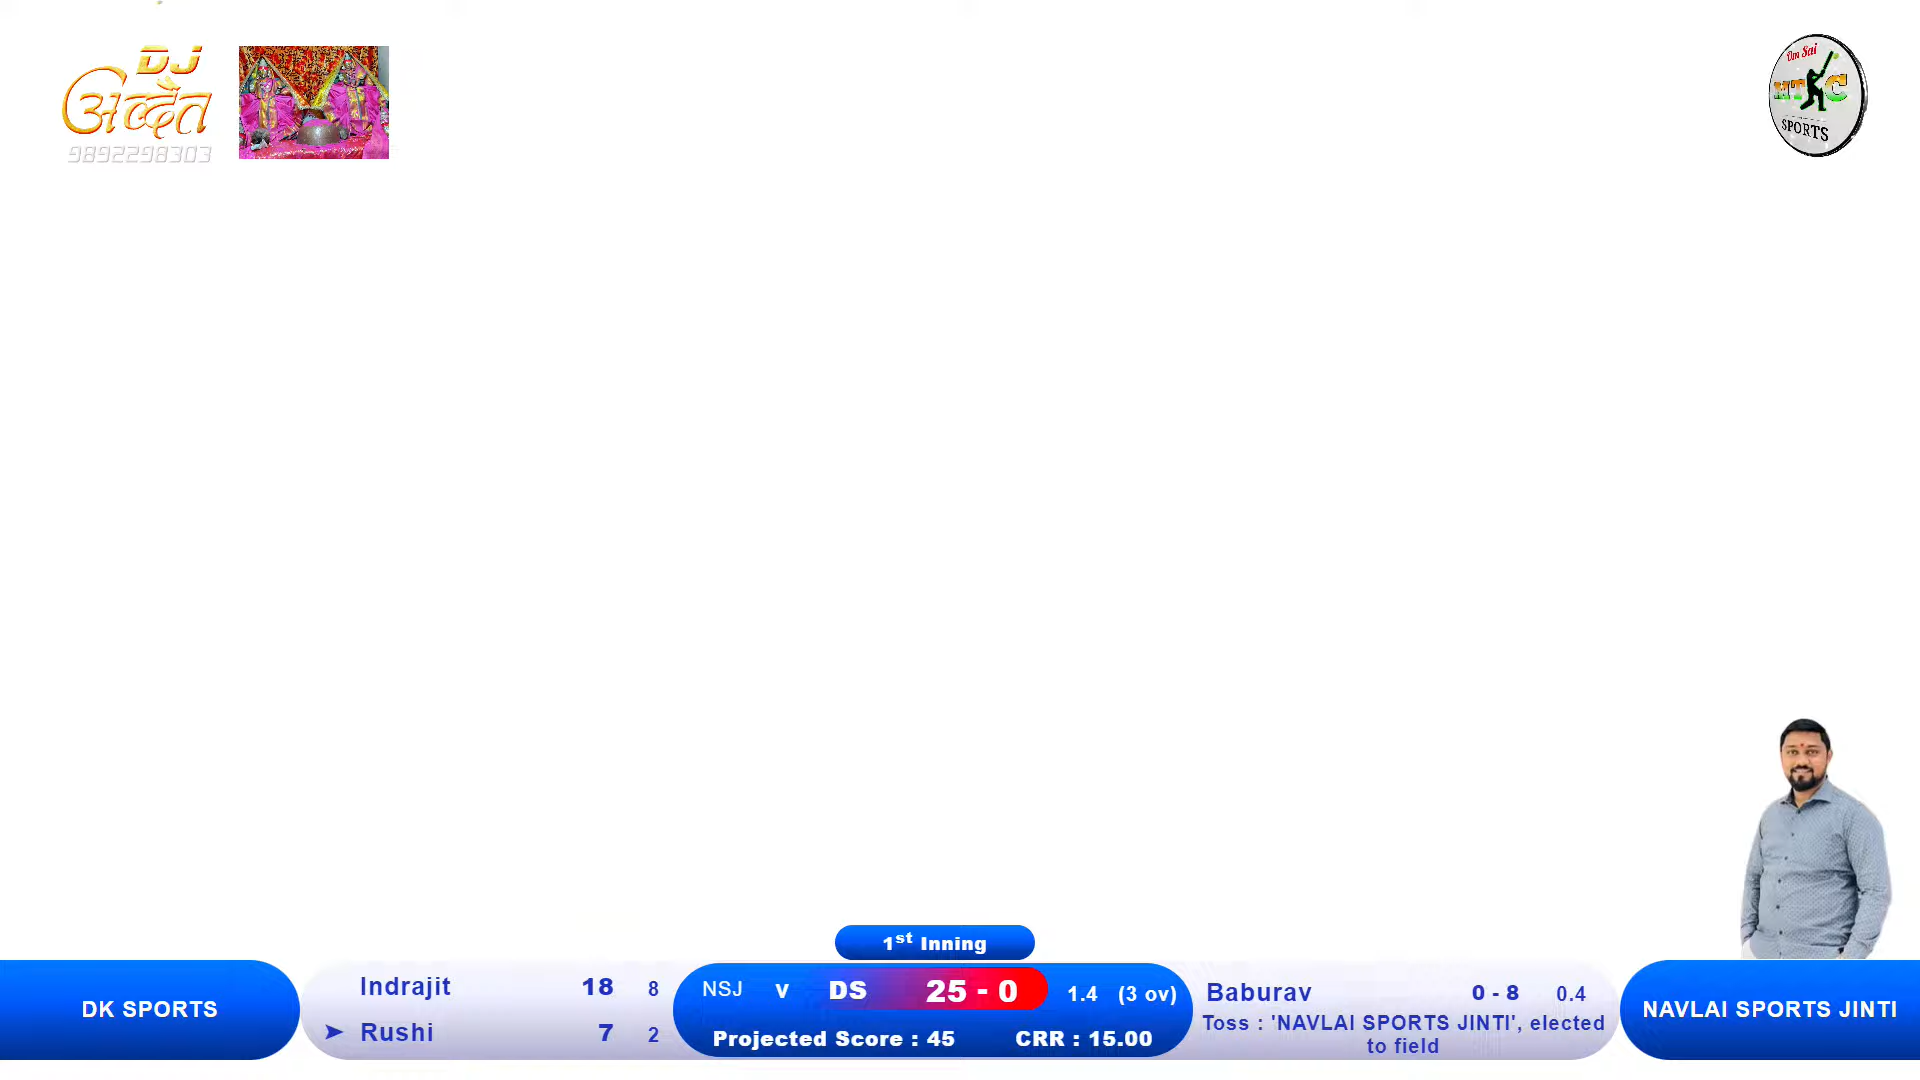 DJ
अव्दैत
9892298303
Om Sai
MTCC
SPORTS
1st Inning
DK SPORTS
Indrajit 18 8
➤ Rushi 7 2
NSJ v DS 25 - 0 1.4 (3 ov)
Projected Score : 45 CRR : 15.00
Baburav 0 - 8 0.4
Toss : 'NAVLAI SPORTS JINTI', elected
to field
NAVLAI SPORTS JINTI